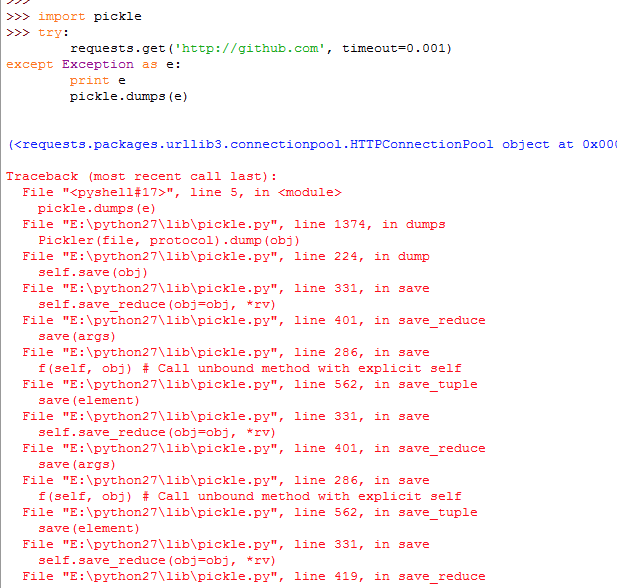 >>>
>>> import pickle
>>> try:
        requests.get('http://github.com', timeout=0.001)
except Exception as e:
        print e
        pickle.dumps(e)
(<requests.packages.urllib3.connectionpool.HTTPConnectionPool object at 0x00
Traceback (most recent call last):
  File "<pyshell#17>", line 5, in <module>
    pickle.dumps(e)
  File "E:\python27\lib\pickle.py", line 1374, in dumps
    Pickler(file, protocol).dump(obj)
  File "E:\python27\lib\pickle.py", line 224, in dump
    self.save(obj)
  File "E:\python27\lib\pickle.py", line 331, in save
    self.save_reduce(obj=obj, *rv)
  File "E:\python27\lib\pickle.py", line 401, in save_reduce
    save(args)
  File "E:\python27\lib\pickle.py", line 286, in save
    f(self, obj) # Call unbound method with explicit self
  File "E:\python27\lib\pickle.py", line 562, in save_tuple
    save(element)
  File "E:\python27\lib\pickle.py", line 331, in save
    self.save_reduce(obj=obj, *rv)
  File "E:\python27\lib\pickle.py", line 401, in save_reduce
    save(args)
  File "E:\python27\lib\pickle.py", line 286, in save
    f(self, obj) # Call unbound method with explicit self
  File "E:\python27\lib\pickle.py", line 562, in save_tuple
    save(element)
  File "E:\python27\lib\pickle.py", line 331, in save
    self.save_reduce(obj=obj, *rv)
  File "E:\python27\lib\pickle.py", line 419, in save_reduce